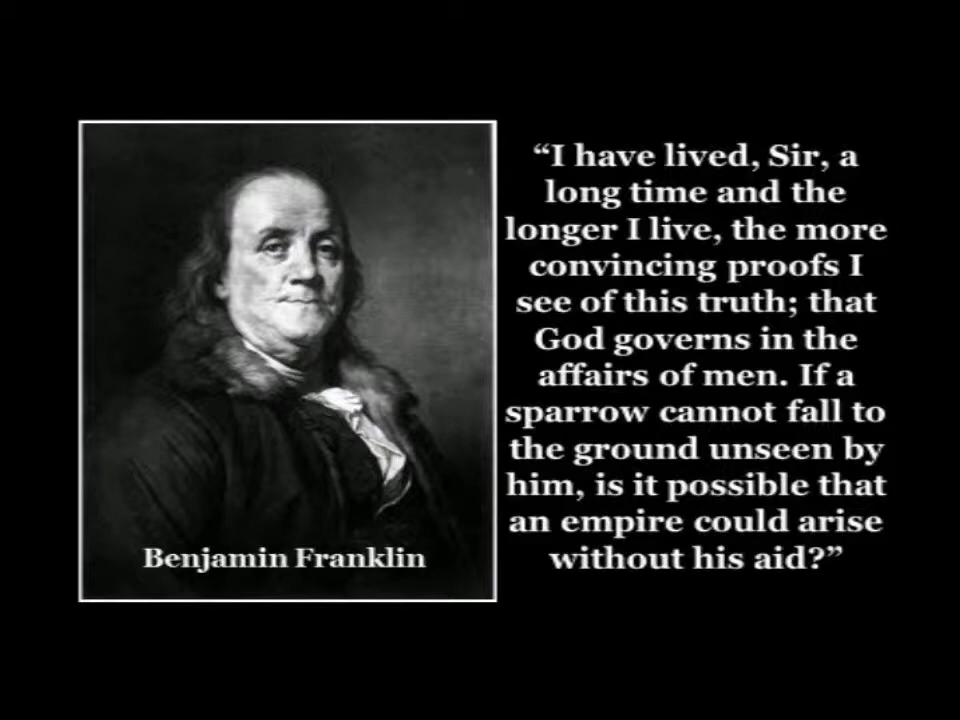 “I have lived, Sir, a
long time and the
longer I live, the more
convincing proofs I
see of this truth; that
God governs in the
affairs of men. If a
sparrow cannot fall to
the ground unseen by
him, is it possible that
an empire could arise
without his aid?”
Benjamin Franklin